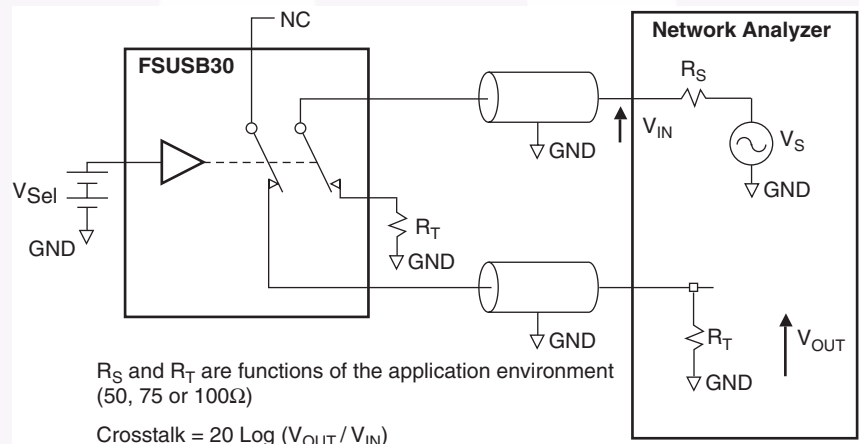 NC
Network Analyzer
FSUSB30
R_S
V_IN
V_S
GND
GND
V_Sel
GND
R_T
GND
GND
R_T
V_OUT
GND
R_S and R_T are functions of the application environment
(50, 75 or 100Ω)
Crosstalk = 20 Log (V_OUT / V_IN)